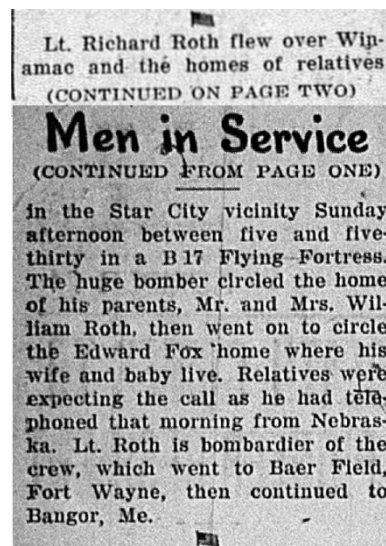 Lt. Richard Roth flew over Win-
amac and the homes of relatives
(CONTINUED ON PAGE TWO)
Men in Service
(CONTINUED FROM PAGE ONE)
in the Star City vicinity Sunday
afternoon between five and five-
thirty in a B 17 Flying Fortress.
The huge bomber circled the home
of his parents, Mr. and Mrs. Wil-
liam Roth, then went on to circle
the Edward Fox home where his
wife and baby live. Relatives were
expecting the call as he had tele-
phoned that morning from Nebras-
ka. Lt. Roth is bombardier of the
crew, which went to Baer Field,
Fort Wayne, then continued to
Bangor, Me.